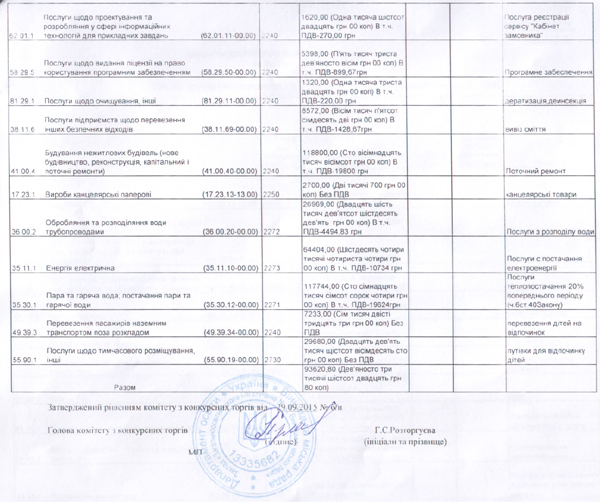 62.01.1 Послуги щодо проектування та розробляння у сфері інформаційних технологій для прикладних завдань (62.01.11-00.00) 2240 1620,00 (Одна тисяча шістсот двадцять грн 00 коп) В т.ч. ПДВ-270,00 грн Послуга реєстрації сервісу "Кабінет замовника"
58.29.5 Послуги щодо видання ліцензії на право користування програмним забезпеченням (58.29.50-00.00) 2240 5398,00 (П'ять тисяч триста дев'яносто вісім грн 00 коп) В т.ч. ПДВ-899,67грн Програмне забезпечення
81.29.1 Послуги щодо очищування, інші (81.29.11-00.00) 2240 1320,00 (Одна тисяча триста двадцять грн 00 коп) В т.ч. ПДВ-220.00 грн дератизація,деинсекція
38.11.6 Послуги підприємств щодо перевезення інших безпечних відходів (38.11.69-00.00) 2240 8572,00 (Вісім тисяч п'ятсот сімдесят дві грн 00 коп) В т.ч. ПДВ-1428,67грн вивіз сміття
41.00.4 Будування нежитлових будівель (нове будівництво, реконструкція, капітальний і поточні ремонти) (41.00.40-00.00) 2240 118800,00 (Сто вісімнадцять тисяч вісімсот грн 00 коп) В т.ч. ПДВ-19800 грн Поточний ремонт
17.23.1 Вироби канцелярські паперові (17.23.13-13.00) 2250 2700,00 (Дві тисячі 700 грн 00 коп) Без ПДВ канцелярські товари
36.00.2 Оброблення та розподіляння води трубопроводами (36.00.20-00.00) 2272 26969,00 (Двадцять шість тисяч дев'ятсот шістдесять дев'ять грн 00 коп) В т.ч. ПДВ-4494.83 грн Послуги з розподілу води
35.11.1 Енергія електрична (35.11.10-00.00) 2273 64404,00 (Шістдесять чотири тисячі чотириста чотири грн 00 коп) В т.ч. ПДВ-10734 грн Послуги с постачання електроенергії
35.30.1 Пара та гаряча вода; постачання пари та гарячої води (35.30.12-00.00) 2271 117744,00 (Сто сімнадцять тисяч сімсот сорок чотири грн 00 коп) В т.ч. ПДВ-19624грн Послуги теплопостачання 20% попереднього періоду ч.6ст 40Закону)
49.39.3 Перевезення пасажирів наземним транспортом поза розкладом (49.39.34-00.00) 2240 7233,00 (Сім тисяч двісті тридцять три грн 00 коп) Без ПДВ перевезення дітей на відпочинок
55.90.1 Послуги щодо тимчасового розміщування, інші (55.90.19-00.00) 2730 29680,00 (Двадцять дев'ять тисяч шістсот вісімдесять грн 00 коп) Без ПДВ путівки для відпочинку дітей
Разом 93620,80 (Дев'яносто три тисячі шістсот двадцять грн 80 коп)
Затверджений рішенням комітету з конкурсних торгів від 29.09.2015 № б/в
Голова комітету з конкурсних торгів Г.С.Розторгуєва
(підпис) (ініціали та прізвище)
МП
13335682